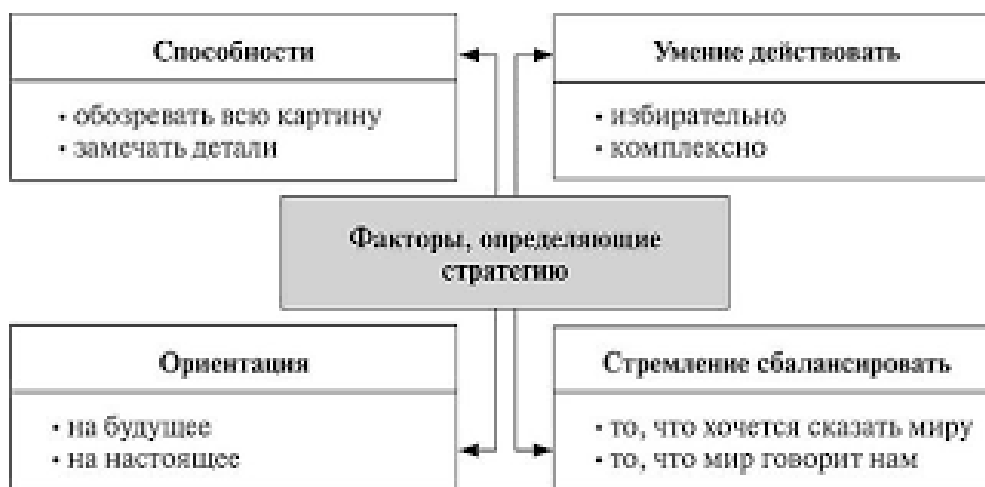 Способности
• обозревать всю картину
• замечать детали
Умение действовать
• избирательно
• комплексно
Факторы, определяющие
стратегию
Ориентация
• на будущее
• на настоящее
Стремление сбалансировать
• то, что хочется сказать миру
• то, что мир говорит нам